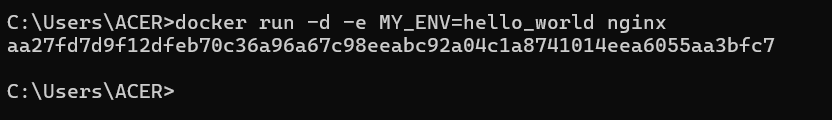 C:\Users\ACER>docker run -d -e MY_ENV=hello_world nginx
aa27fd7d9f12dfeb70c36a96a67c98eeabc92a04c1a8741014eea6055aa3bfc7
C:\Users\ACER>